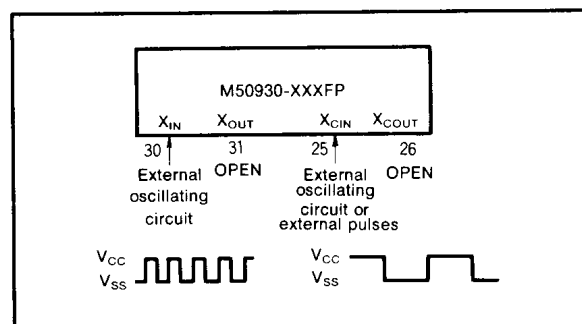 M50930-XXXFP
XIN XOUT XCIN XCOUT
30 31 25 26
External OPEN External OPEN
oscillating oscillating
circuit circuit or
external pulses
VCC VCC
VSS VSS